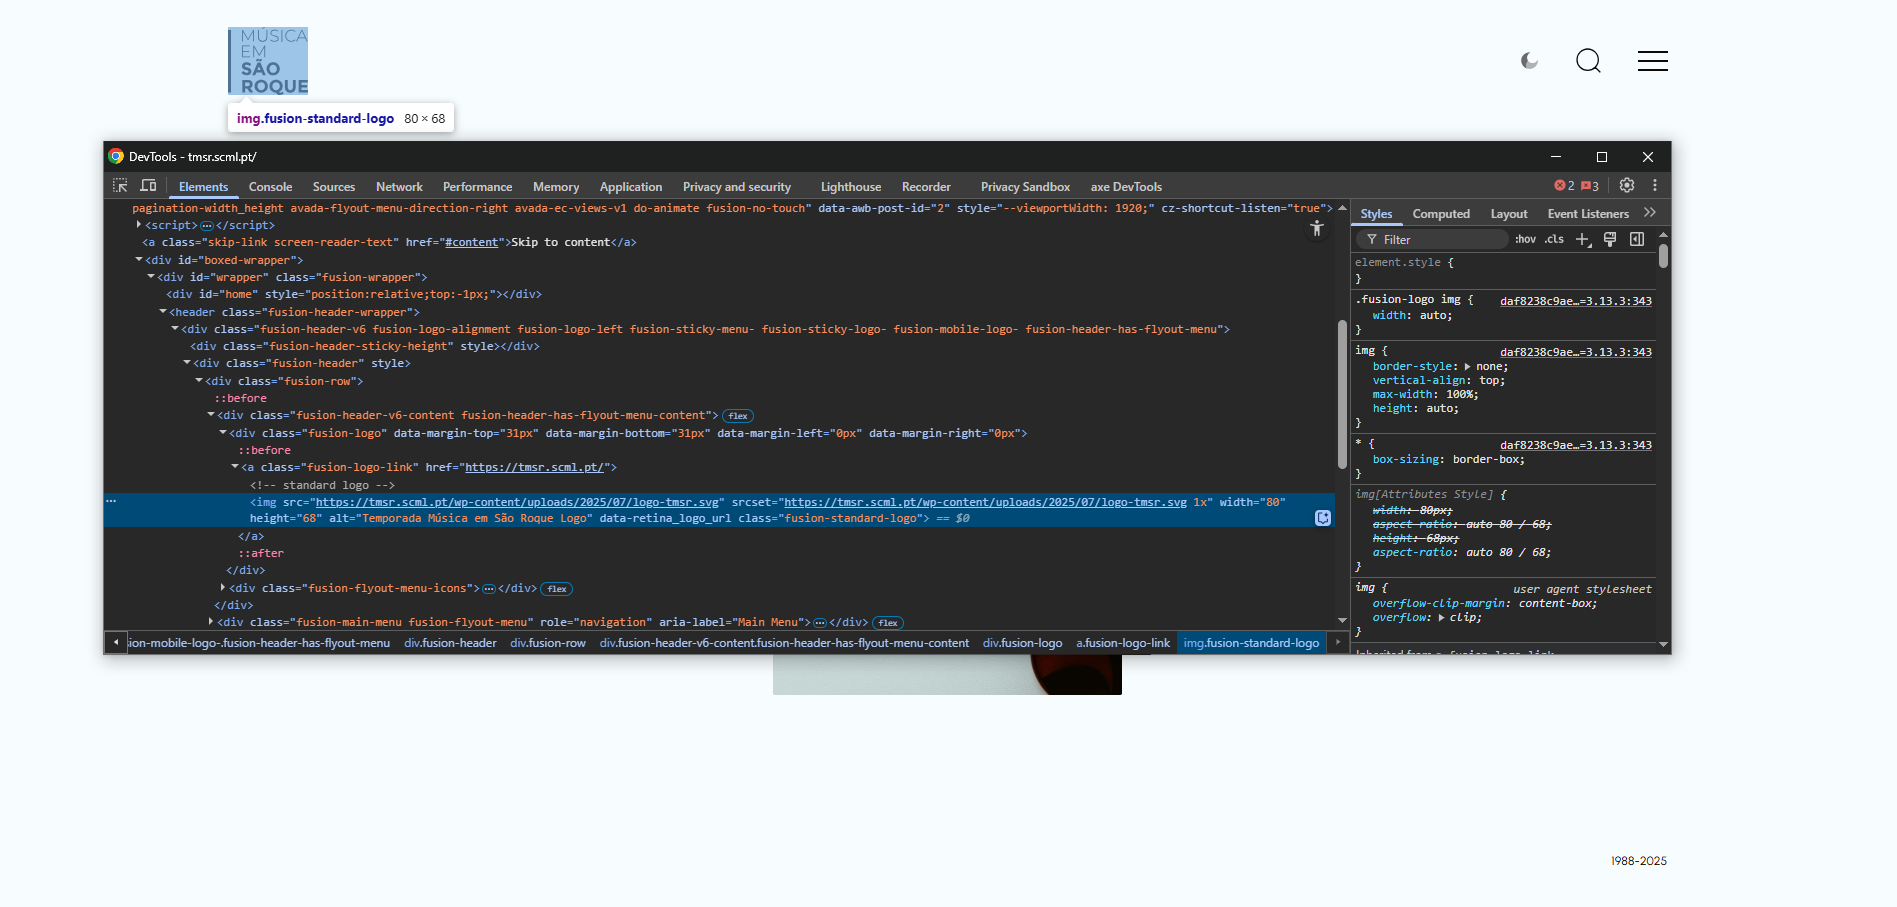 MÚSICA
EM
SÃO
ROQUE
img.fusion-standard-logo 80 × 68
DevTools - tmsr.scml.pt/
Elements Console Sources Network Performance Memory Application Privacy and security Lighthouse Recorder Privacy Sandbox axe DevTools 2 3
pagination-width_height avada-flyout-menu-direction-right avada-ec-views-v1 do-animate fusion-no-touch" data-awb-post-id="2" style="--viewportWidth: 1920;" cz-shortcut-listen="true">
<script>…</script>
<a class="skip-link screen-reader-text" href="#content">Skip to content</a>
<div id="boxed-wrapper">
<div id="wrapper" class="fusion-wrapper">
<div id="home" style="position:relative;top:-1px;"></div>
<header class="fusion-header-wrapper">
<div class="fusion-header-v6 fusion-logo-alignment fusion-logo-left fusion-sticky-menu- fusion-sticky-logo- fusion-mobile-logo- fusion-header-has-flyout-menu">
<div class="fusion-header-sticky-height" style></div>
<div class="fusion-header" style>
<div class="fusion-row">
::before
<div class="fusion-header-v6-content fusion-header-has-flyout-menu-content"> flex
<div class="fusion-logo" data-margin-top="31px" data-margin-bottom="31px" data-margin-left="0px" data-margin-right="0px">
::before
<a class="fusion-logo-link" href="https://tmsr.scml.pt/">
<!-- standard logo -->
<img src="https://tmsr.scml.pt/wp-content/uploads/2025/07/logo-tmsr.svg" srcset="https://tmsr.scml.pt/wp-content/uploads/2025/07/logo-tmsr.svg 1x" width="80"
height="68" alt="Temporada Música em São Roque Logo" data-retina_logo_url class="fusion-standard-logo"> == $0
</a>
::after
</div>
<div class="fusion-flyout-menu-icons">…</div> flex
</div>
<div class="fusion-main-menu fusion-flyout-menu" role="navigation" aria-label="Main Menu">…</div> flex
ion-mobile-logo-.fusion-header-has-flyout-menu div.fusion-header div.fusion-row div.fusion-header-v6-content.fusion-header-has-flyout-menu-content div.fusion-logo a.fusion-logo-link img.fusion-standard-logo
Styles Computed Layout Event Listeners
Filter :hov .cls
element.style {
}
.fusion-logo img { daf8238c9ae…=3.13.3:343
width: auto;
}
img { daf8238c9ae…=3.13.3:343
border-style: none;
vertical-align: top;
max-width: 100%;
height: auto;
}
* { daf8238c9ae…=3.13.3:343
box-sizing: border-box;
}
img[Attributes Style] {
width: 80px;
aspect-ratio: auto 80 / 68;
height: 68px;
aspect-ratio: auto 80 / 68;
}
img { user agent stylesheet
overflow-clip-margin: content-box;
overflow: clip;
}
1988-2025